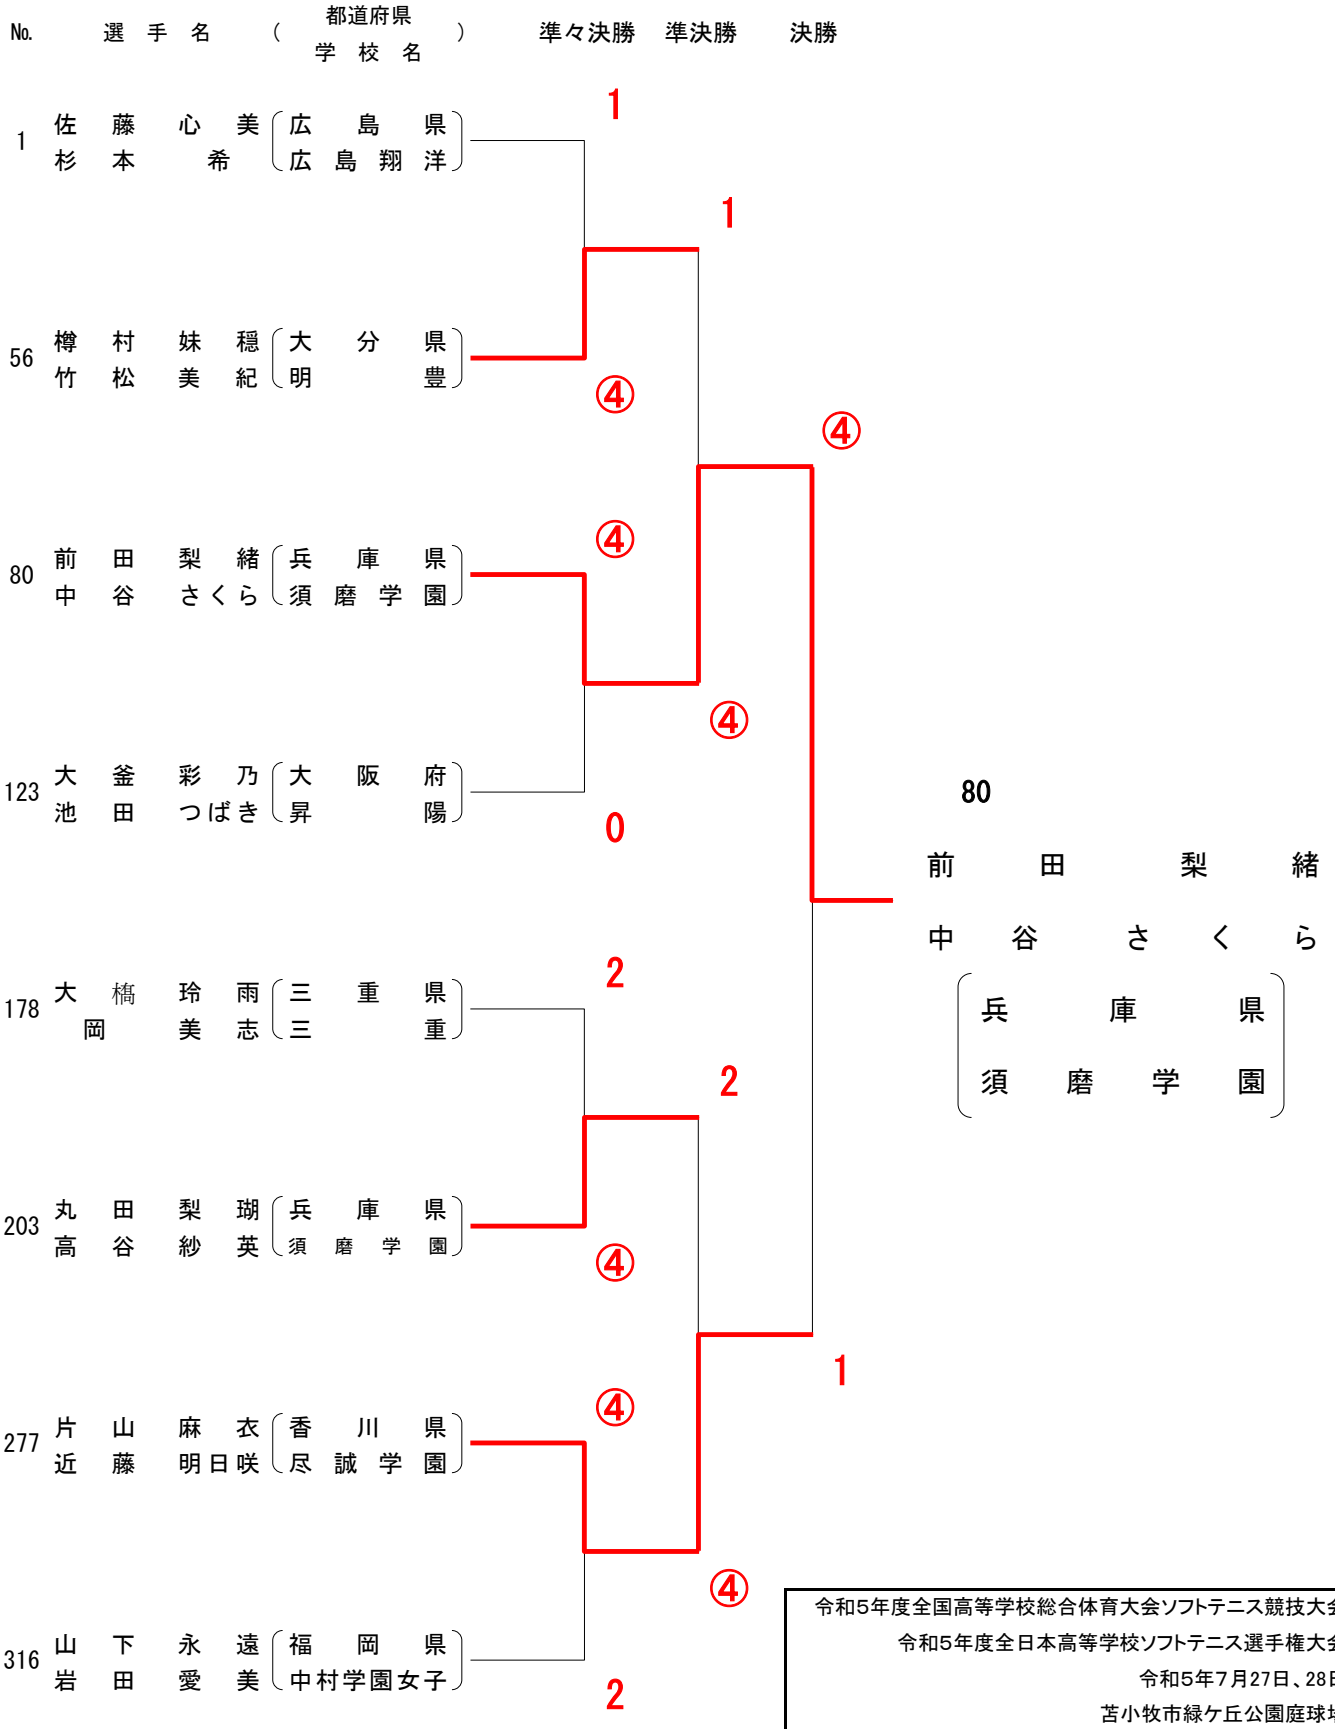 No. 選手名 ( 都道府県 学校名 ) 準々決勝 準決勝 決勝
1
1 佐藤心美 広島県
杉本希 広島翔洋
1
56 樽村妹穏 大分県
竹松美紀 明豊
④
④
④
80 前田梨緒 兵庫県
中谷さくら 須磨学園
④
123 大釜彩乃 大阪府
池田つばき 昇陽
0
80
前田梨緒
中谷さくら
兵庫県
須磨学園
2
178 大橋玲雨 三重県
岡美志 三重
2
203 丸田梨瑚 兵庫県
高谷紗英 須磨学園
④
1
④
277 片山麻衣 香川県
近藤明日咲 尽誠学園
④
316 山下永遠 福岡県
岩田愛美 中村学園女子
2
令和5年度全国高等学校総合体育大会ソフトテニス競技大会
令和5年度全日本高等学校ソフトテニス選手権大会
令和5年7月27日、28日
苫小牧市緑ケ丘公園庭球場